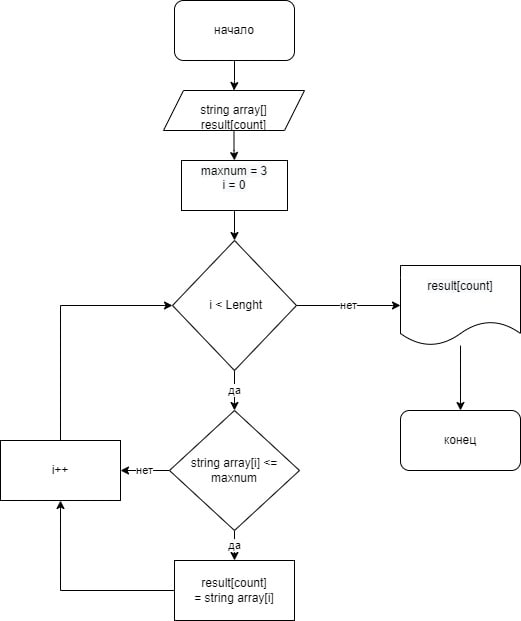 начало
string array[]
result[count]
maxnum = 3
i = 0
i < Lenght
нет
result[count]
да
конец
string array[i] <=
maxnum
нет
i++
да
result[count]
= string array[i]